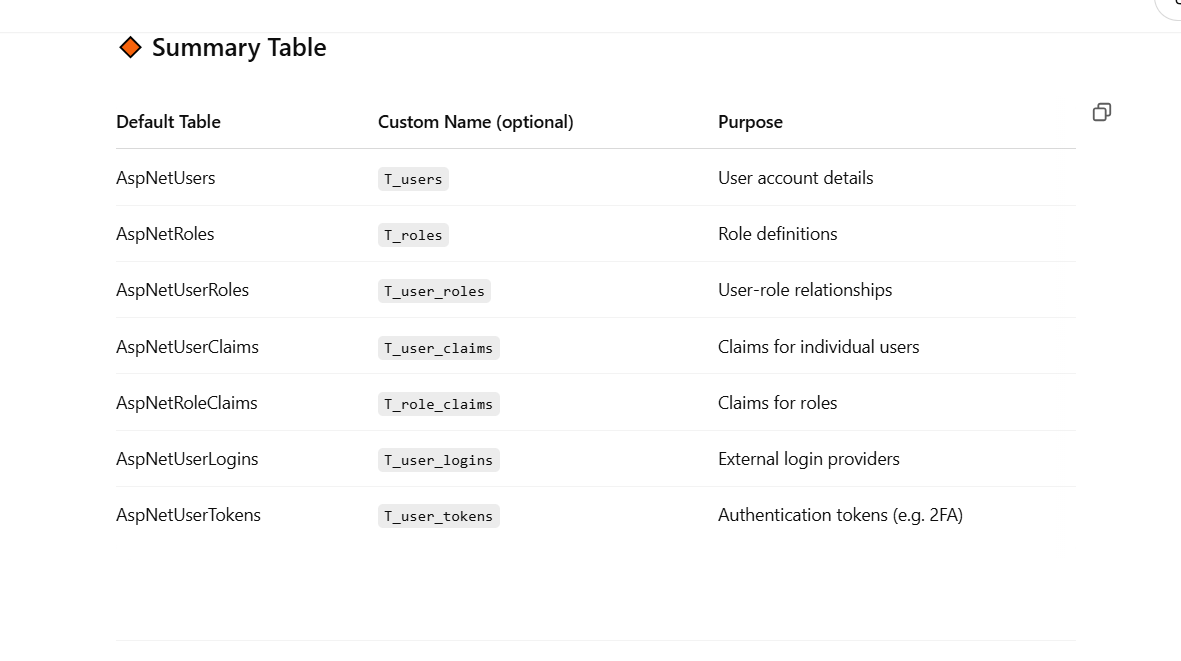 Summary Table
Default Table Custom Name (optional) Purpose
AspNetUsers T_users User account details
AspNetRoles T_roles Role definitions
AspNetUserRoles T_user_roles User-role relationships
AspNetUserClaims T_user_claims Claims for individual users
AspNetRoleClaims T_role_claims Claims for roles
AspNetUserLogins T_user_logins External login providers
AspNetUserTokens T_user_tokens Authentication tokens (e.g. 2FA)